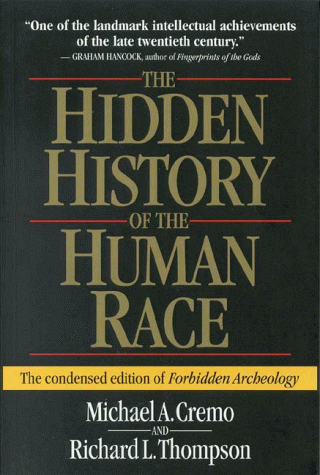 “One of the landmark intellectual achievements
of the late twentieth century.”
— GRAHAM HANCOCK, author of Fingerprints of the Gods
THE
HIDDEN
HISTORY
OF THE
HUMAN
RACE
The condensed edition of Forbidden Archeology
Michael A. Cremo
AND
Richard L. Thompson